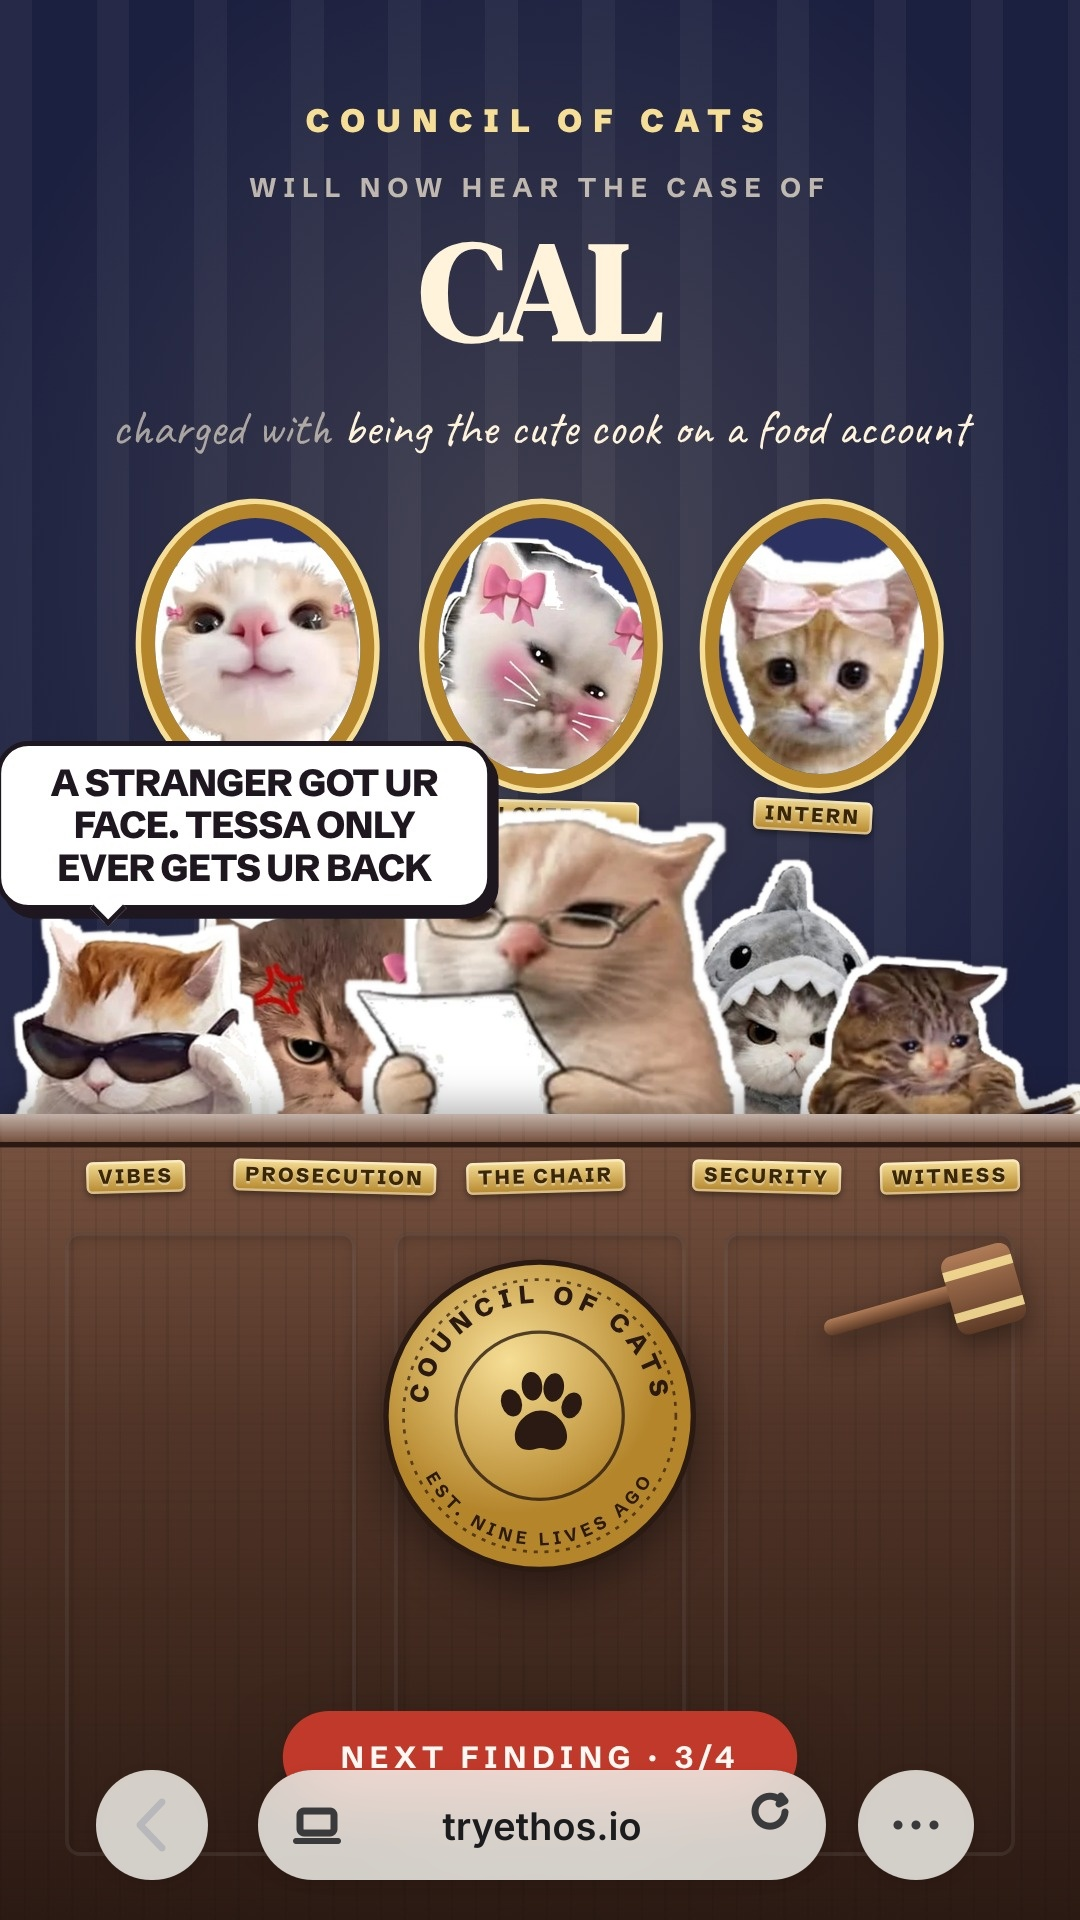 COUNCIL OF CATS
WILL NOW HEAR THE CASE OF
CAL
charged with being the cute cook on a food account
A STRANGER GOT UR
FACE. TESSA ONLY
EVER GETS UR BACK
INTERN
VIBES
PROSECUTION
THE CHAIR
SECURITY
WITNESS
COUNCIL OF CATS
EST. NINE LIVES AGO
NEXT FINDING · 3/4
tryethos.io